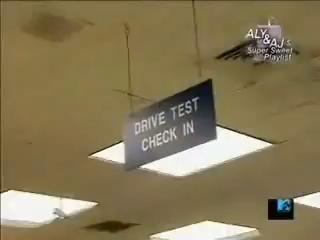 ALY
&AJ's
Super Sweet
Playlist
DRIVE TEST
CHECK IN